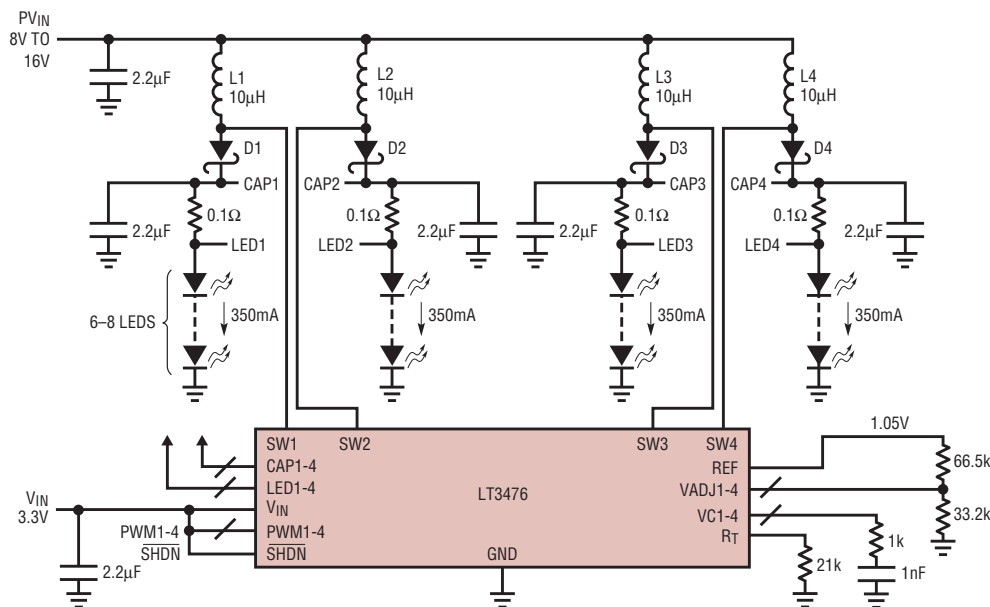 PVIN
8V TO
16V
2.2µF
L1
10µH
L2
10µH
L3
10µH
L4
10µH
D1
D2
D3
D4
CAP1
CAP2
CAP3
CAP4
2.2µF
0.1Ω
0.1Ω
2.2µF
2.2µF
0.1Ω
0.1Ω
2.2µF
LED1
LED2
LED3
LED4
6–8 LEDS
350mA
350mA
350mA
350mA
SW1
SW2
SW3
SW4
1.05V
CAP1-4
REF
66.5k
LED1-4
LT3476
VADJ1-4
VIN
3.3V
VIN
VC1-4
33.2k
PWM1-4
PWM1-4
RT
1k
SHDN
SHDN
GND
2.2µF
21k
1nF